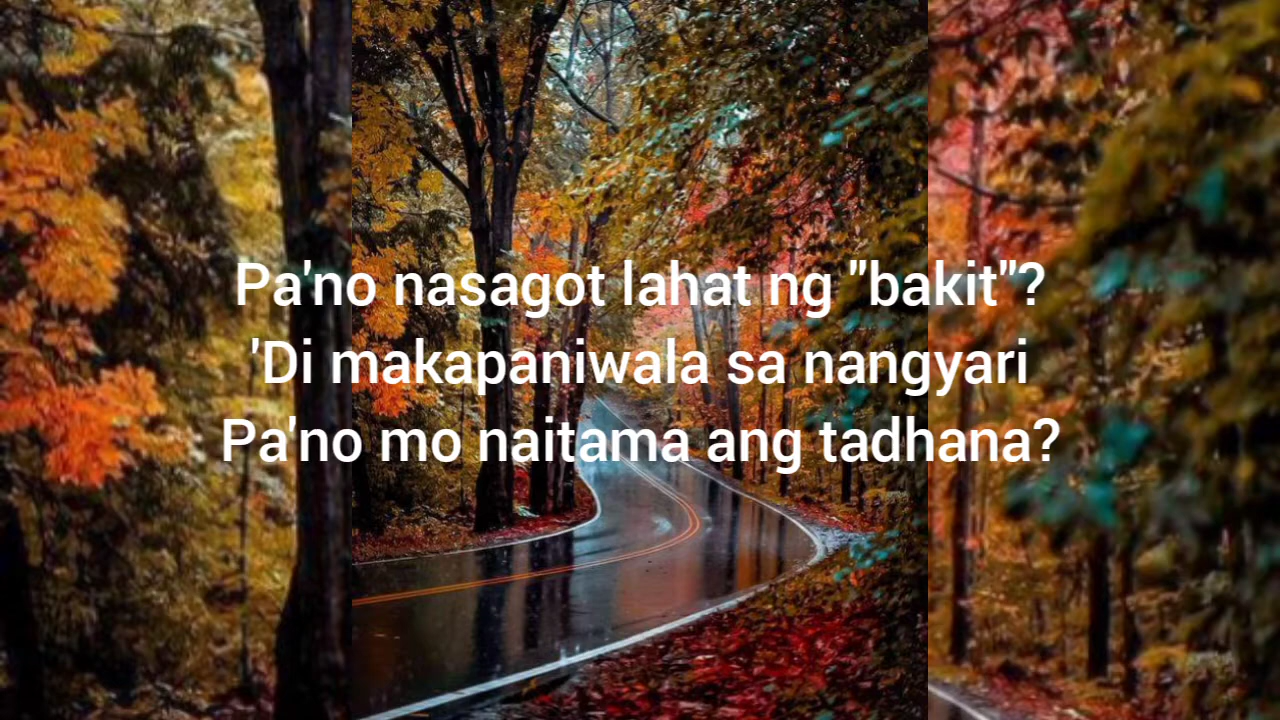 Pa'no nasagot lahat ng "bakit"?
'Di makapaniwala sa nangyari
Pa'no mo naitama ang tadhana?